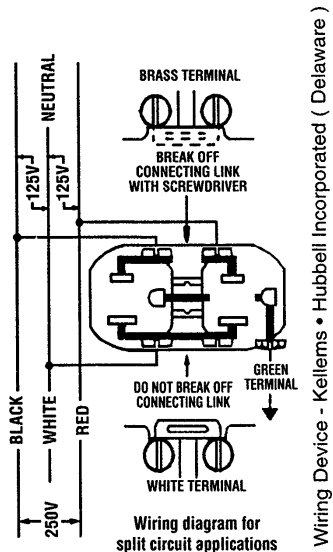 BRASS TERMINAL
BREAK OFF
CONNECTING LINK
WITH SCREWDRIVER
NEUTRAL
125V
125V
BLACK
WHITE
RED
250V
GREEN
TERMINAL
DO NOT BREAK OFF
CONNECTING LINK
WHITE TERMINAL
Wiring diagram for
split circuit applications
Wiring Device - Kellems • Hubbell Incorporated ( Delaware )